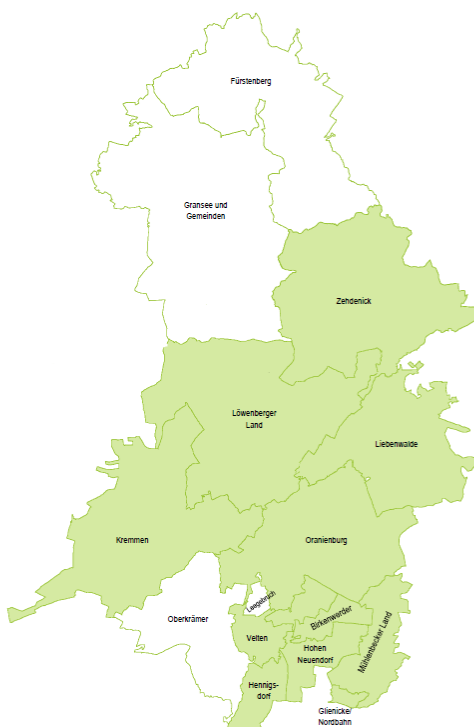 Fürstenberg
Gransee und
Gemeinden
Zehdenick
Löwenberger
Land
Liebenwalde
Kremmen
Oranienburg
Leegebruch
Oberkrämer
Birkenwerder
Velten
Mühlenbecker Land
Hohen
Neuendorf
Hennigs-
dorf
Glienicke/
Nordbahn